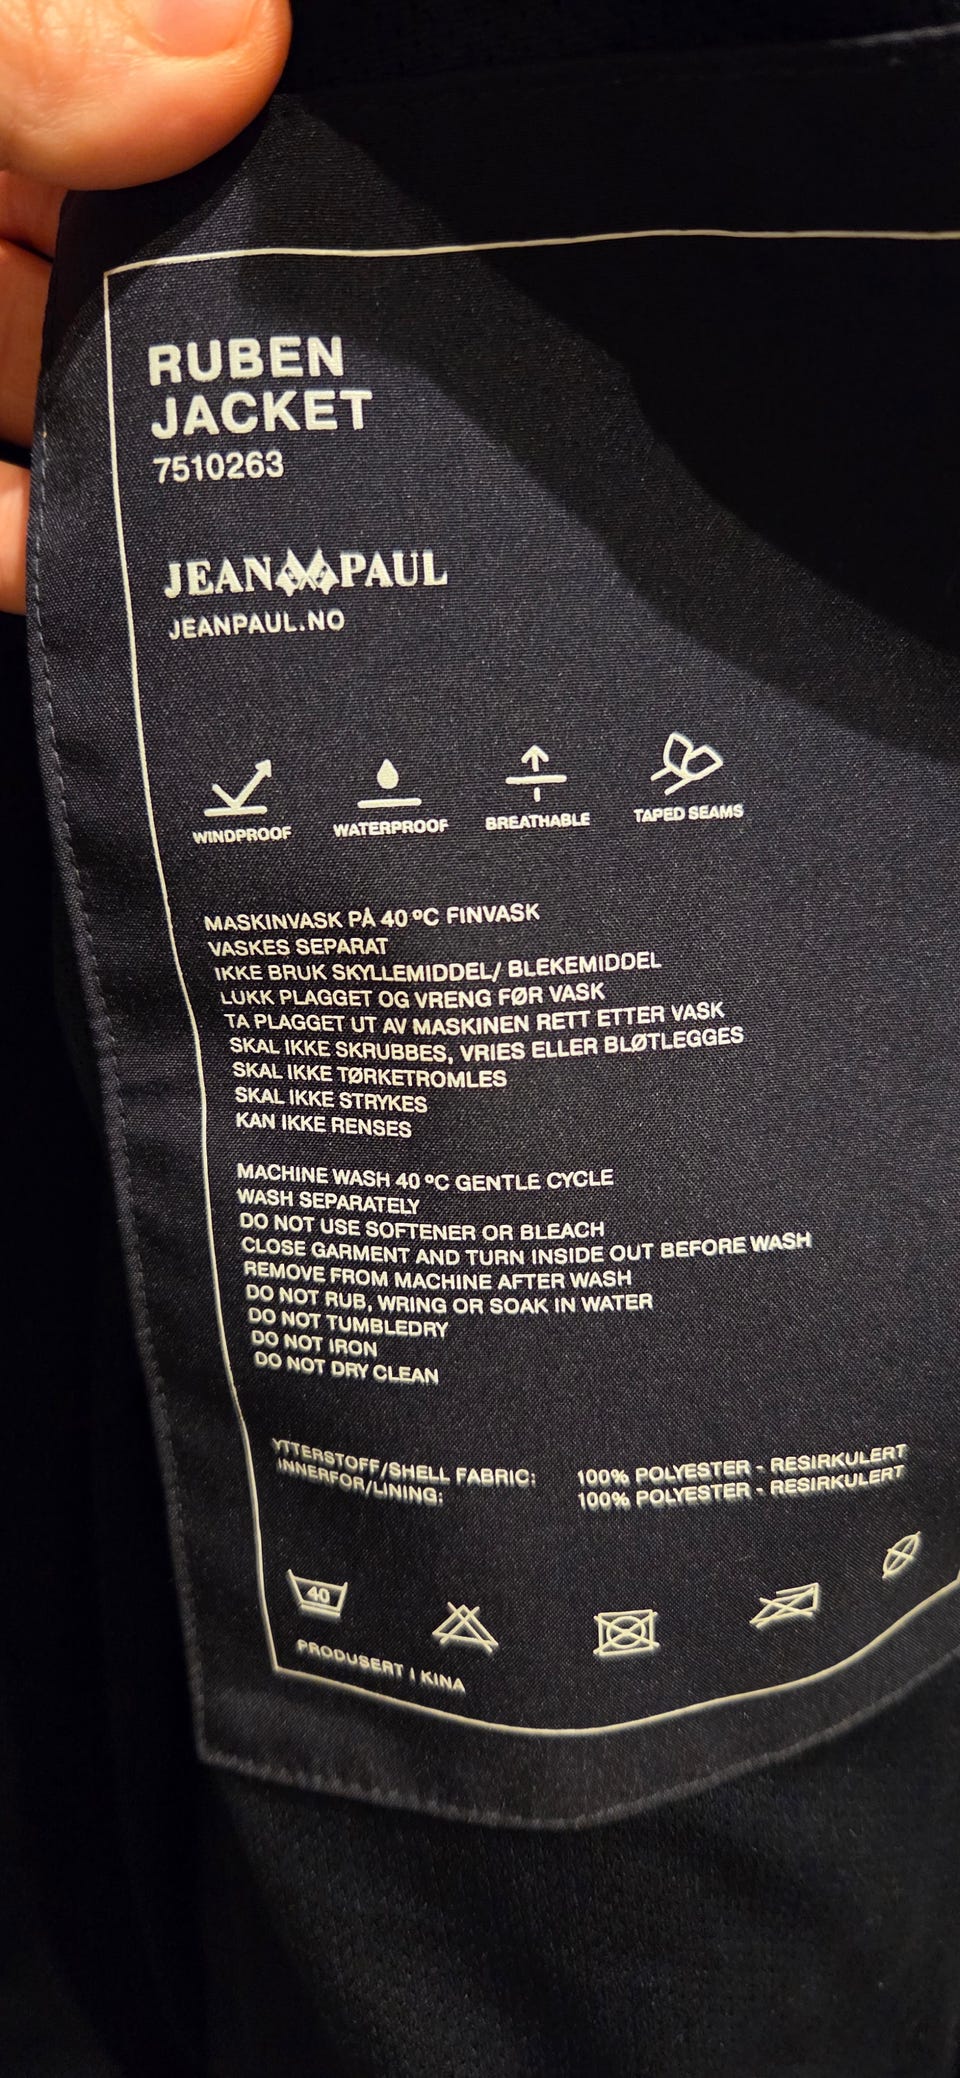 RUBEN
JACKET
7510263
JEAN PAUL
JEANPAUL.NO
WINDPROOF WATERPROOF BREATHABLE TAPED SEAMS
MASKINVASK PÅ 40 ºC FINVASK
VASKES SEPARAT
IKKE BRUK SKYLLEMIDDEL/ BLEKEMIDDEL
LUKK PLAGGET OG VRENG FØR VASK
TA PLAGGET UT AV MASKINEN RETT ETTER VASK
SKAL IKKE SKRUBBES, VRIES ELLER BLØTLEGGES
SKAL IKKE TØRKETROMLES
SKAL IKKE STRYKES
KAN IKKE RENSES
MACHINE WASH 40 ºC GENTLE CYCLE
WASH SEPARATELY
DO NOT USE SOFTENER OR BLEACH
CLOSE GARMENT AND TURN INSIDE OUT BEFORE WASH
REMOVE FROM MACHINE AFTER WASH
DO NOT RUB, WRING OR SOAK IN WATER
DO NOT TUMBLEDRY
DO NOT IRON
DO NOT DRY CLEAN
YTTERSTOFF/SHELL FABRIC: 100% POLYESTER - RESIRKULERT
INNERFOR/LINING: 100% POLYESTER - RESIRKULERT
40
PRODUSERT I KINA